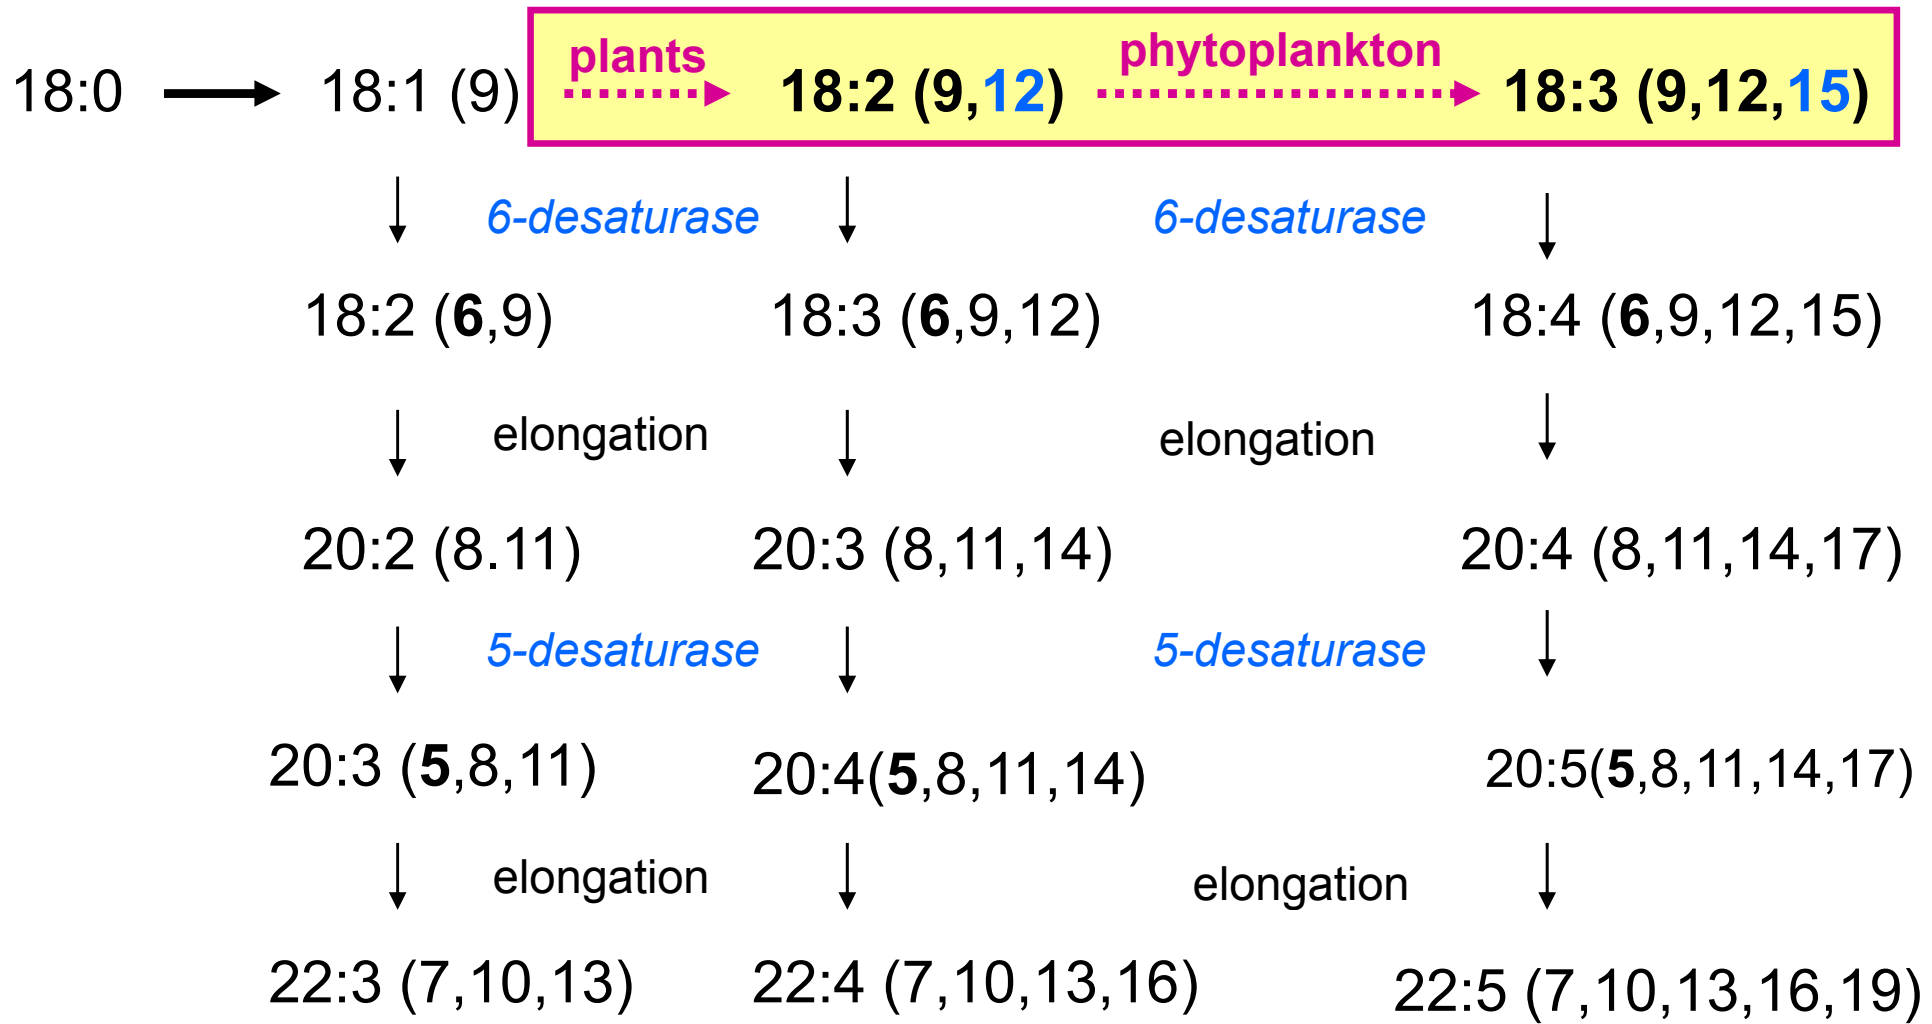 plants phytoplankton
18:0 18:1 (9) 18:2 (9,12) 18:3 (9,12,15)
6-desaturase 6-desaturase
18:2 (6,9) 18:3 (6,9,12) 18:4 (6,9,12,15)
elongation elongation
20:2 (8.11) 20:3 (8,11,14) 20:4 (8,11,14,17)
5-desaturase 5-desaturase
20:3 (5,8,11) 20:4(5,8,11,14) 20:5(5,8,11,14,17)
elongation elongation
22:3 (7,10,13) 22:4 (7,10,13,16) 22:5 (7,10,13,16,19)